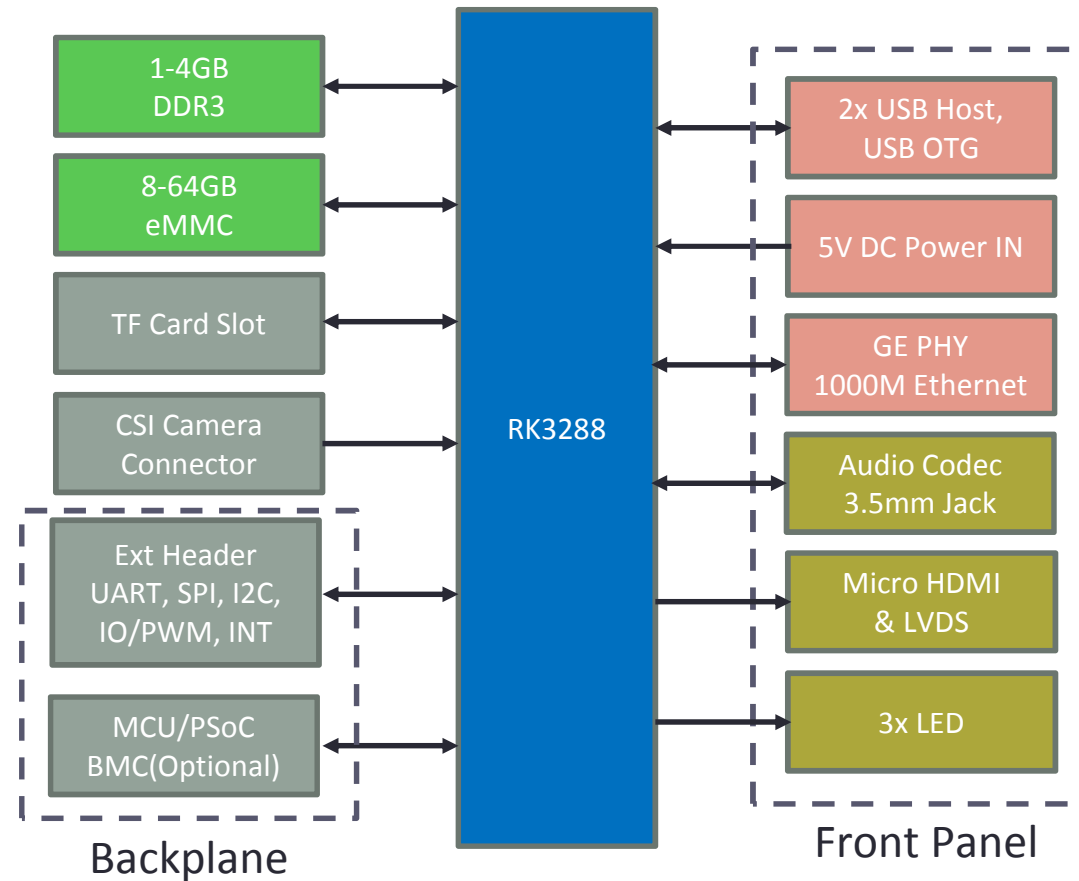 1-4GB
DDR3
8-64GB
eMMC
TF Card Slot
CSI Camera
Connector
Ext Header
UART, SPI, I2C,
IO/PWM, INT
MCU/PSoC
BMC(Optional)
Backplane
RK3288
2x USB Host,
USB OTG
5V DC Power IN
GE PHY
1000M Ethernet
Audio Codec
3.5mm Jack
Micro HDMI
& LVDS
3x LED
Front Panel